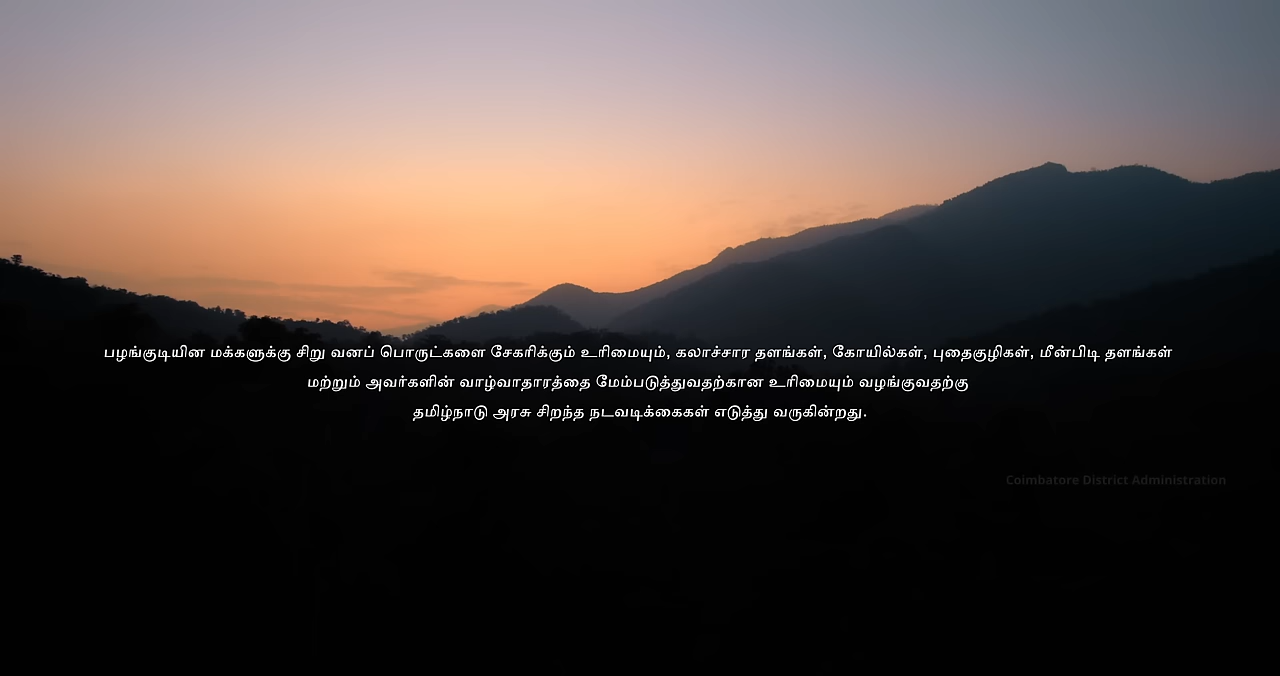 பழங்குடியின மக்களுக்கு சிறு வனப் பொருட்களை சேகரிக்கும் உரிமையும், கலாச்சார தளங்கள், கோயில்கள், புதைகுழிகள், மீன்பிடி தளங்கள்
மற்றும் அவர்களின் வாழ்வாதாரத்தை மேம்படுத்துவதற்கான உரிமையும் வழங்குவதற்கு
தமிழ்நாடு அரசு சிறந்த நடவடிக்கைகள் எடுத்து வருகின்றது.
Coimbatore District Administration